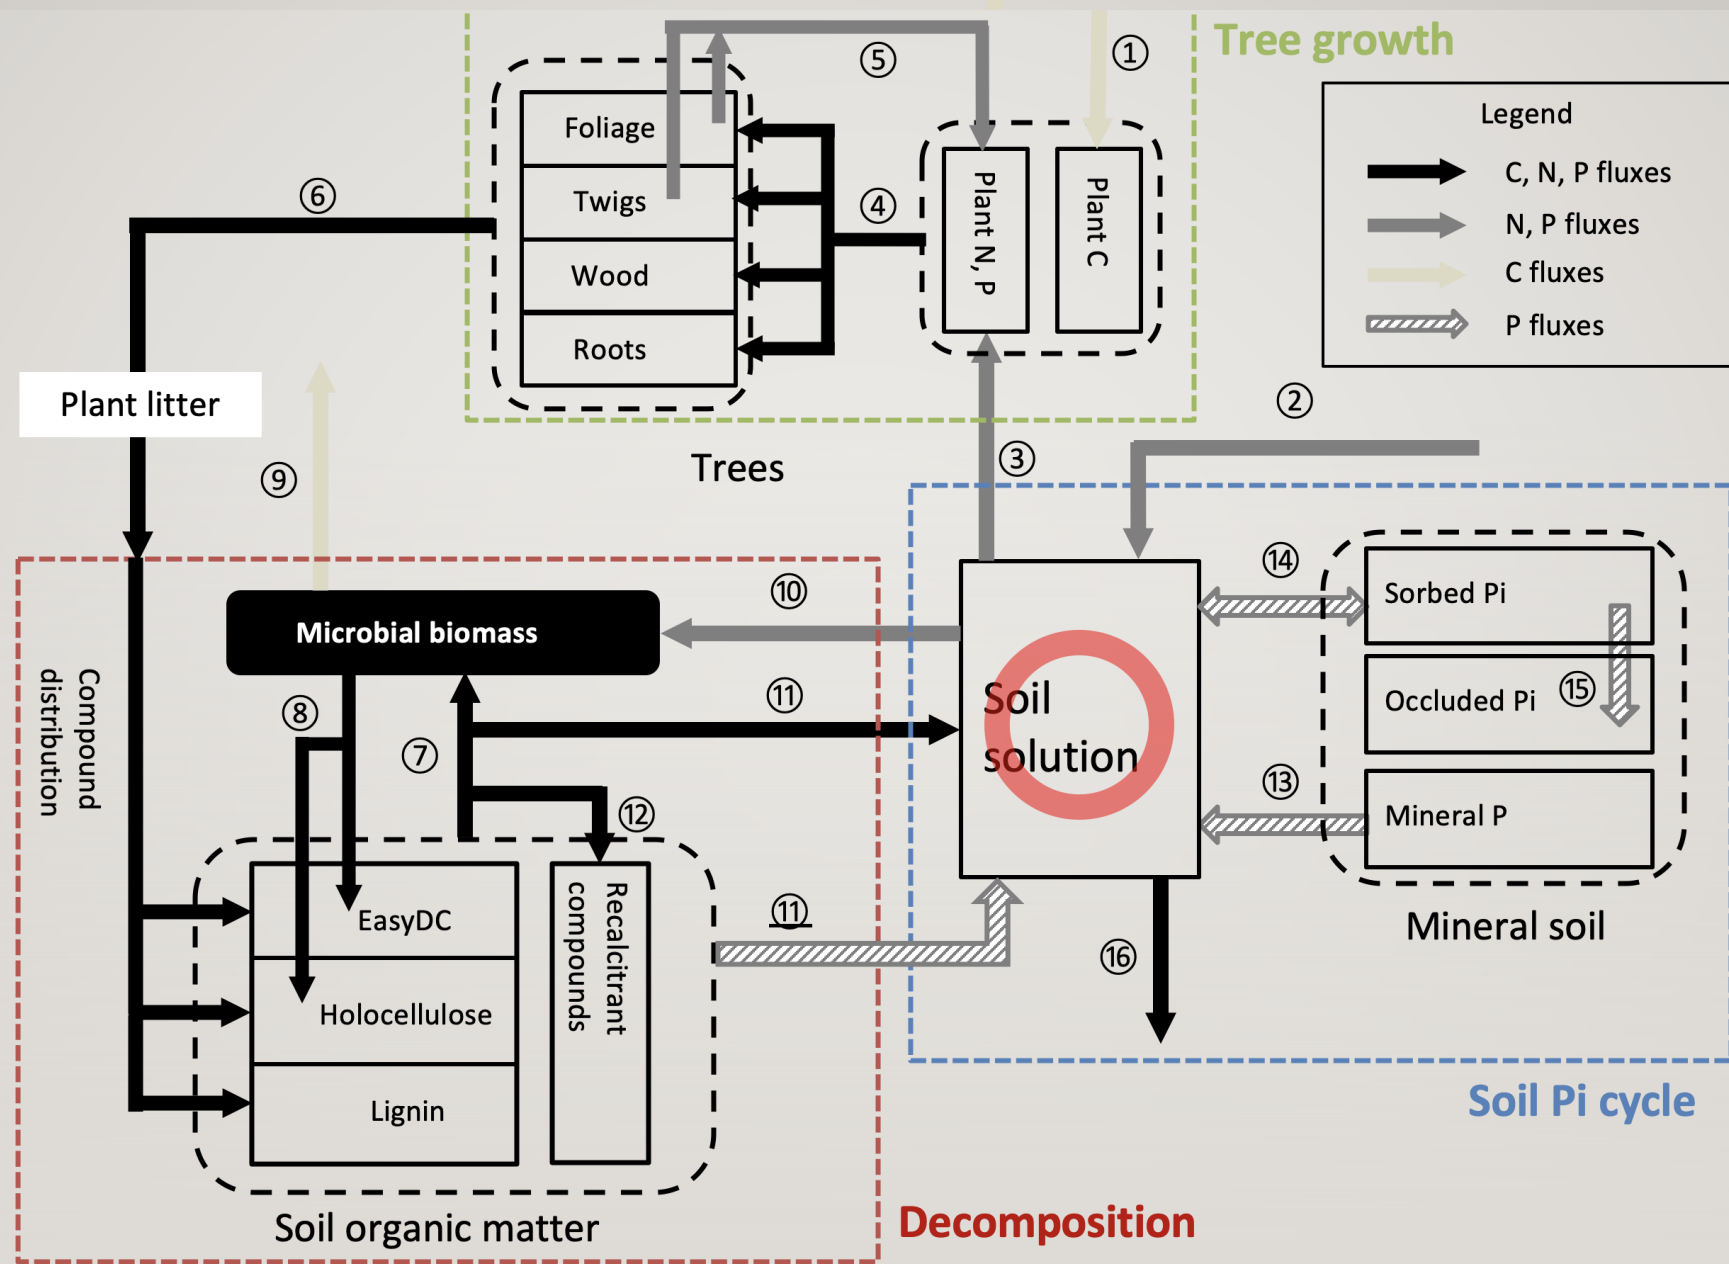 Tree growth
⑤
①
Legend
C, N, P fluxes
N, P fluxes
C fluxes
P fluxes
Foliage
Twigs
Wood
Roots
⑥
④
Plant N, P
Plant C
Plant litter
⑨
Trees
③
②
Compound
distribution
Microbial biomass
⑩
⑭
Sorbed Pi
Occluded Pi
⑮
Mineral P
⑧
⑦
⑪
Soil
solution
⑬
⑫
EasyDC
Holocellulose
Lignin
Recalcitrant
compounds
⑪
⑯
Mineral soil
Soil Pi cycle
Soil organic matter
Decomposition